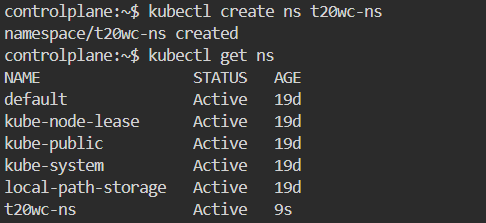 controlplane:~$ kubectl create ns t20wc-ns
namespace/t20wc-ns created
controlplane:~$ kubectl get ns
NAME STATUS AGE
default Active 19d
kube-node-lease Active 19d
kube-public Active 19d
kube-system Active 19d
local-path-storage Active 19d
t20wc-ns Active 9s